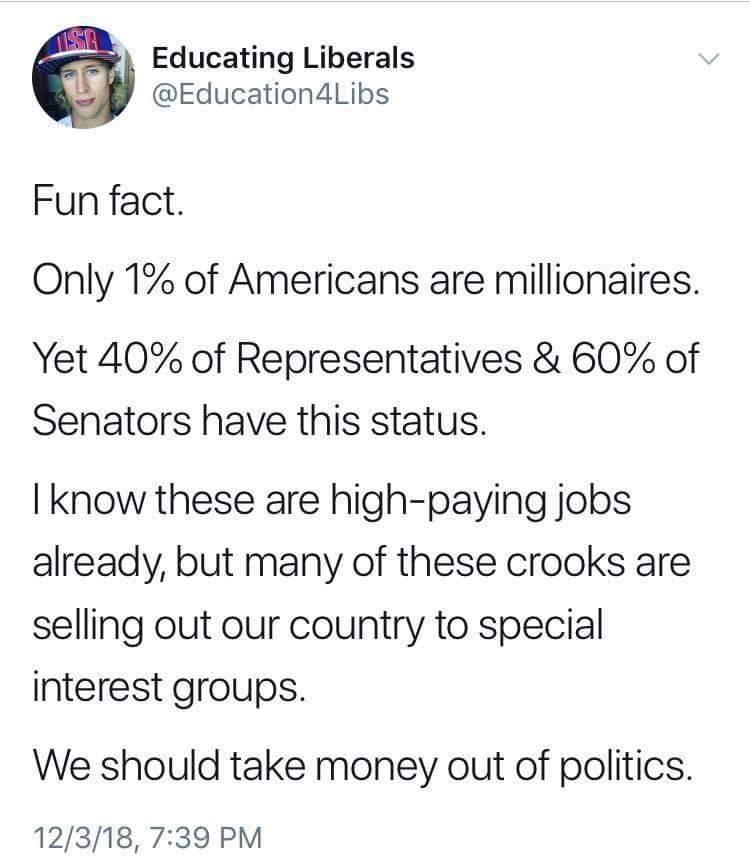 USA
Educating Liberals
@Education4Libs
Fun fact.
Only 1% of Americans are millionaires.
Yet 40% of Representatives & 60% of
Senators have this status.
I know these are high-paying jobs
already, but many of these crooks are
selling out our country to special
interest groups.
We should take money out of politics.
12/3/18, 7:39 PM